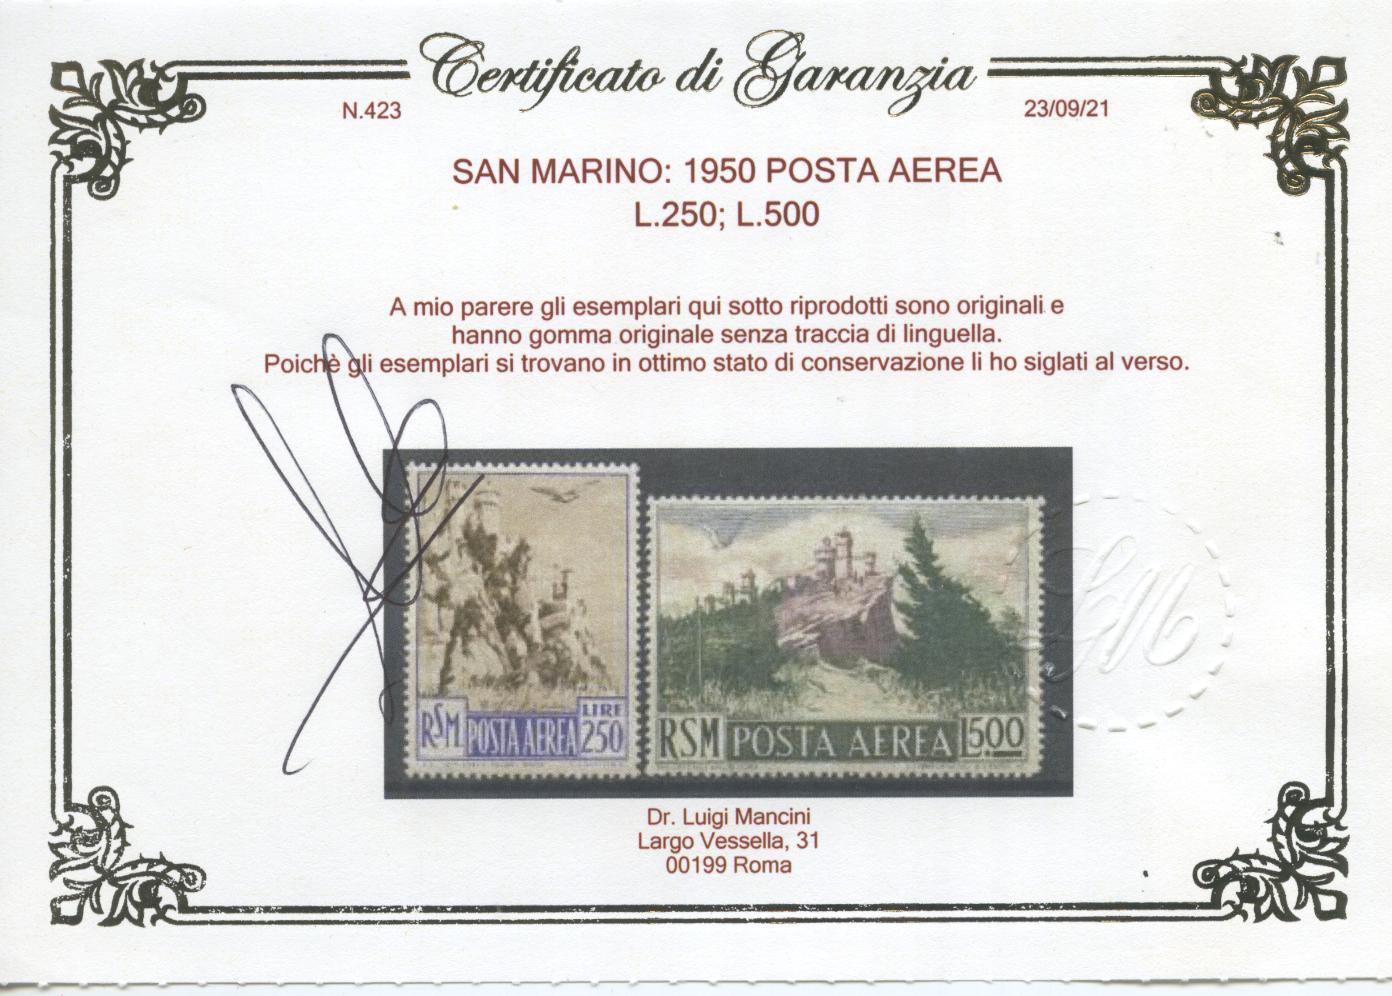 Certificato di Garanzia
N.423
23/09/21
SAN MARINO: 1950 POSTA AEREA
L.250; L.500
A mio parere gli esemplari qui sotto riprodotti sono originali e
hanno gomma originale senza traccia di linguella.
Poichè gli esemplari si trovano in ottimo stato di conservazione li ho siglati al verso.
RSM POSTA AEREA LIRE 250
RSM POSTA AEREA L500
Dr. Luigi Mancini
Largo Vessella, 31
00199 Roma